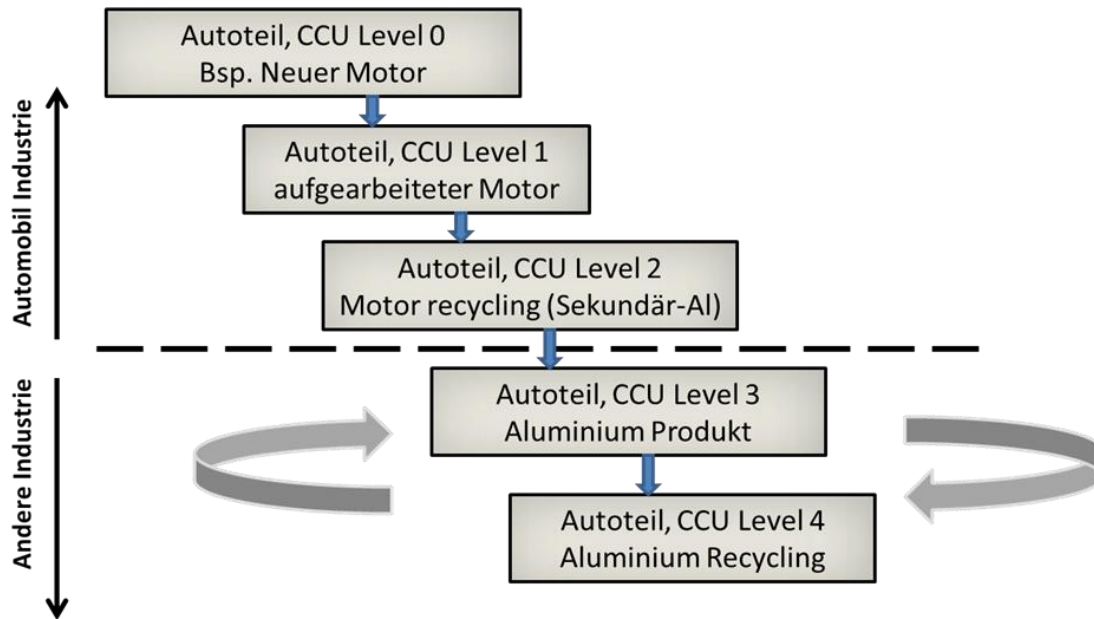 Autoteil, CCU Level 0
Bsp. Neuer Motor
Autoteil, CCU Level 1
aufgearbeiteter Motor
Autoteil, CCU Level 2
Motor recycling (Sekundär-Al)
Automobil Industrie
Autoteil, CCU Level 3
Aluminium Produkt
Autoteil, CCU Level 4
Aluminium Recycling
Andere Industrie